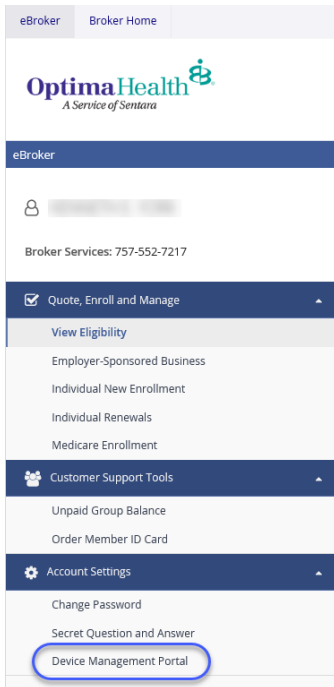 eBroker Broker Home
OptimaHealth
A Service of Sentara
eBroker
Broker Services: 757-552-7217
Quote, Enroll and Manage
View Eligibility
Employer-Sponsored Business
Individual New Enrollment
Individual Renewals
Medicare Enrollment
Customer Support Tools
Unpaid Group Balance
Order Member ID Card
Account Settings
Change Password
Secret Question and Answer
Device Management Portal